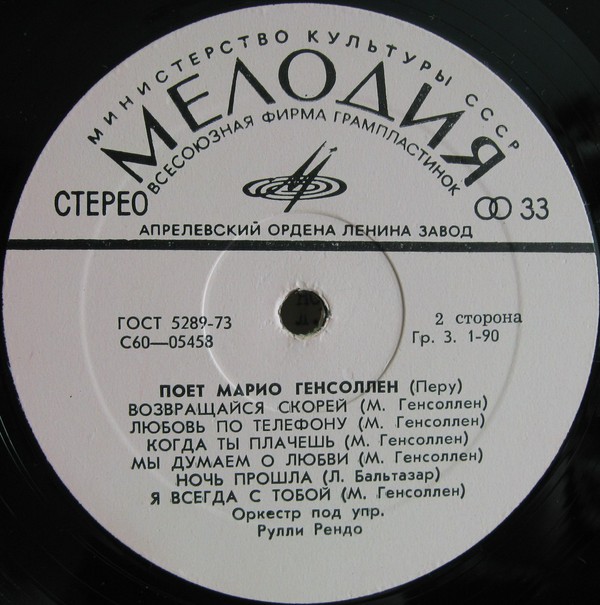 МИНИСТЕРСТВО КУЛЬТУРЫ СССР
МЕЛОДИЯ
ВСЕСОЮЗНАЯ ФИРМА ГРАМПЛАСТИНОК
СТЕРЕО
33
АПРЕЛЕВСКИЙ ОРДЕНА ЛЕНИНА ЗАВОД
ГОСТ 5289-73
2 сторона
С60—05458
Гр. 3. 1-90
ПОЕТ МАРИО ГЕНСОЛЛЕН (Перу)
ВОЗВРАЩАЙСЯ СКОРЕЙ (М. Генсоллен)
ЛЮБОВЬ ПО ТЕЛЕФОНУ (М. Генсоллен)
КОГДА ТЫ ПЛАЧЕШЬ (М. Генсоллен)
МЫ ДУМАЕМ О ЛЮБВИ (М. Генсоллен)
НОЧЬ ПРОШЛА (Л. Бальтазар)
Я ВСЕГДА С ТОБОЙ (М. Генсоллен)
Оркестр под упр.
Рулли Рендо